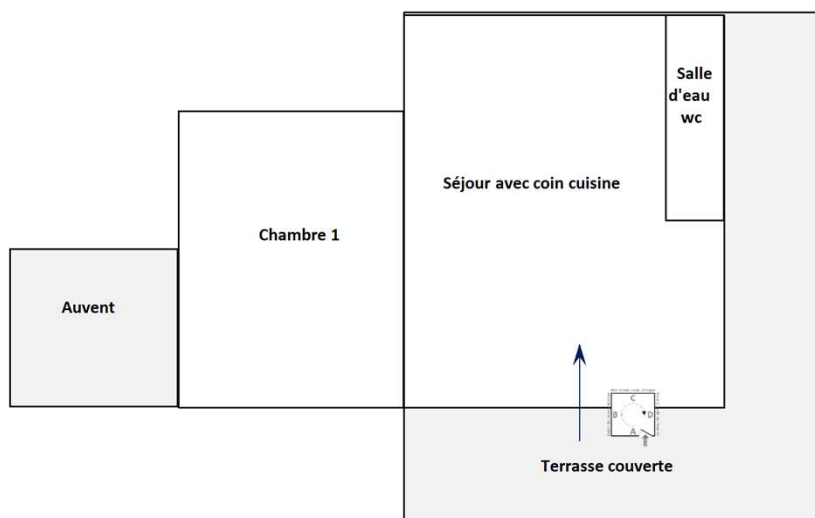 Salle
d'eau
wc
Séjour avec coin cuisine
Chambre 1
Auvent
C
B D
A
Terrasse couverte